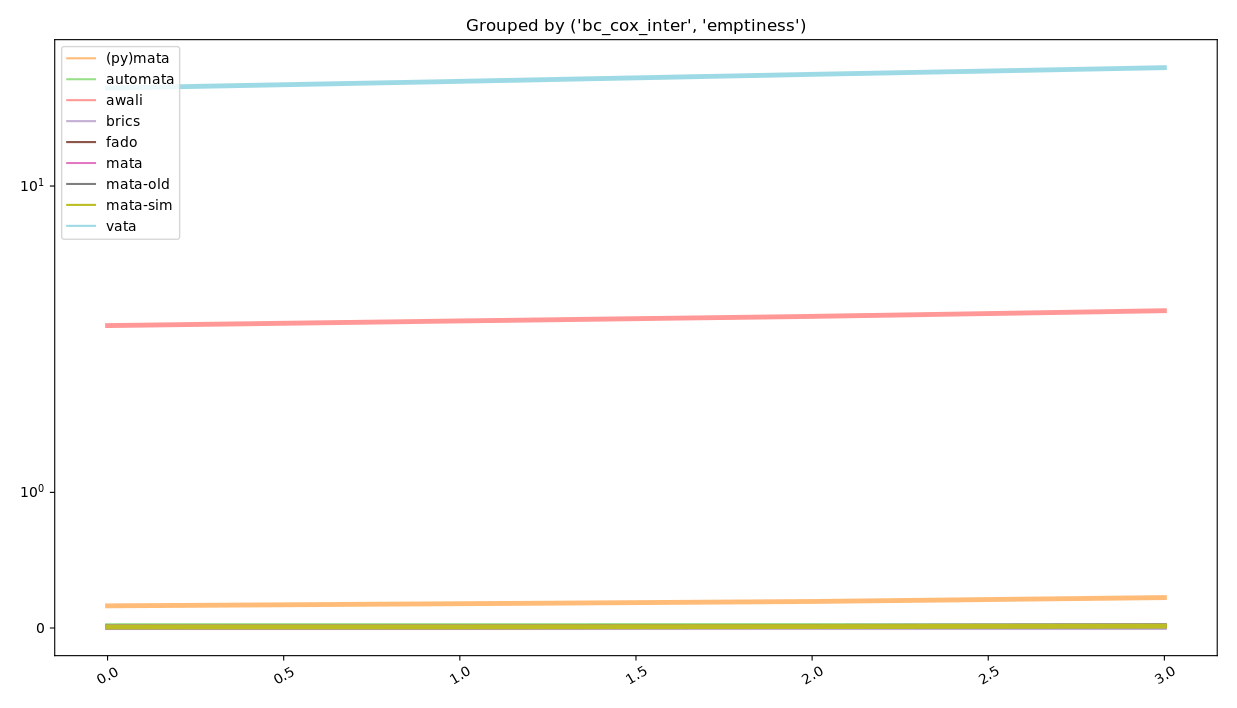 Grouped by ('bc_cox_inter', 'emptiness')
(py)mata
automata
awali
brics
fado
mata
mata-old
mata-sim
vata
10¹
10⁰
0
0.0 0.5 1.0 1.5 2.0 2.5 3.0